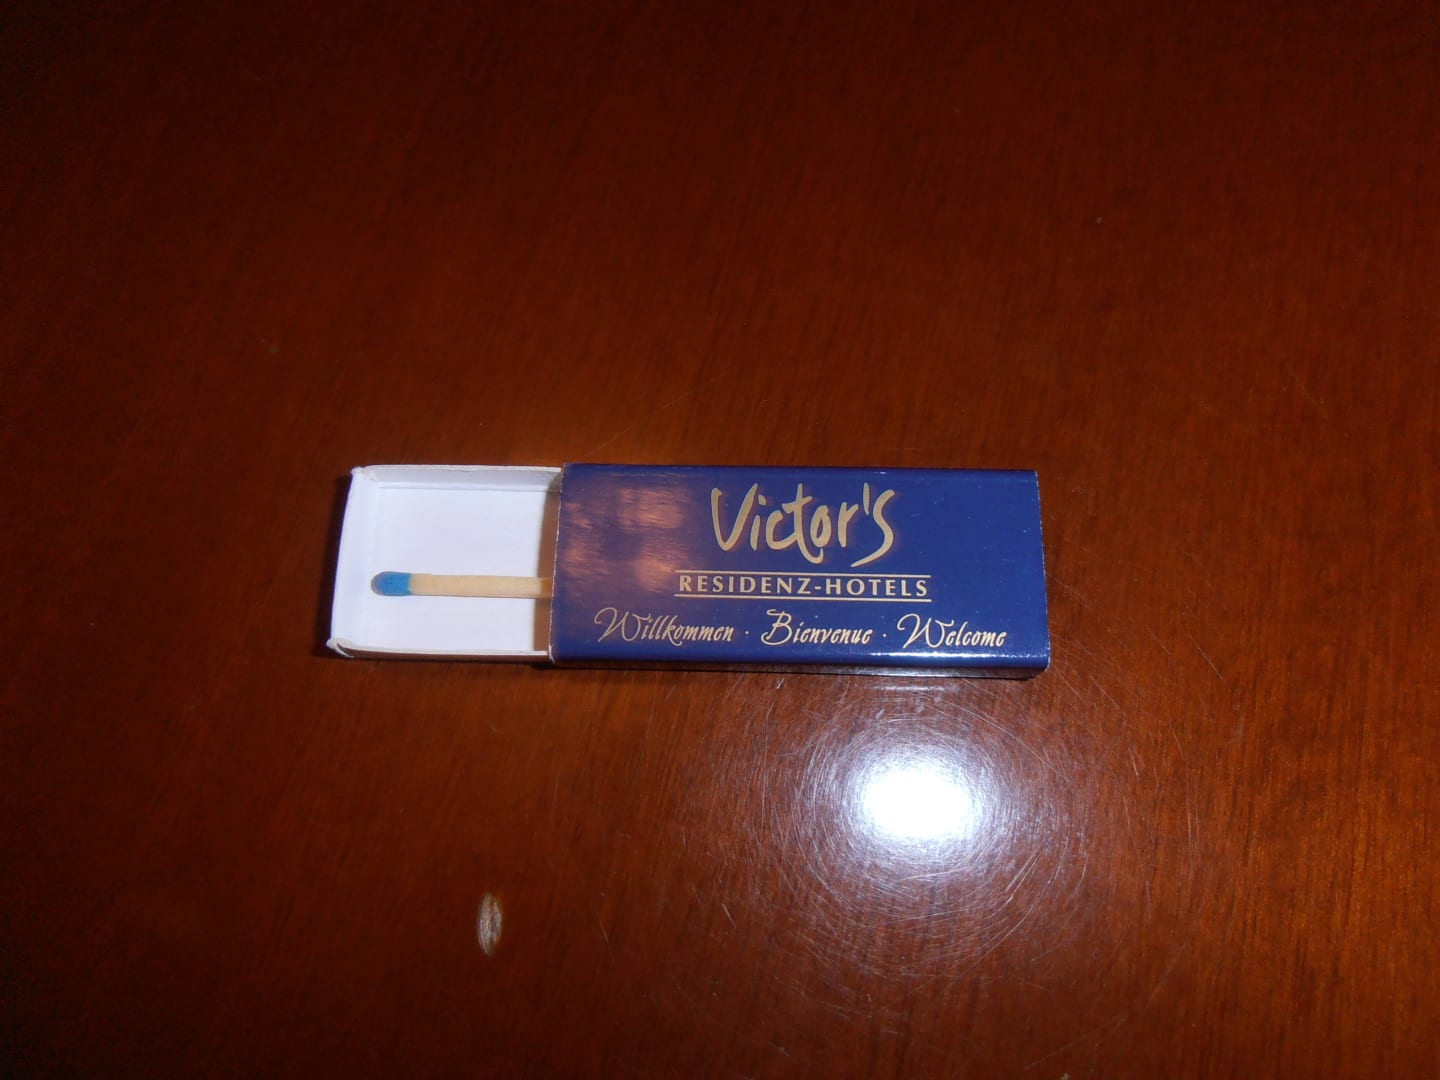 Victor's
RESIDENZ-HOTELS
Willkommen · Bienvenue · Welcome